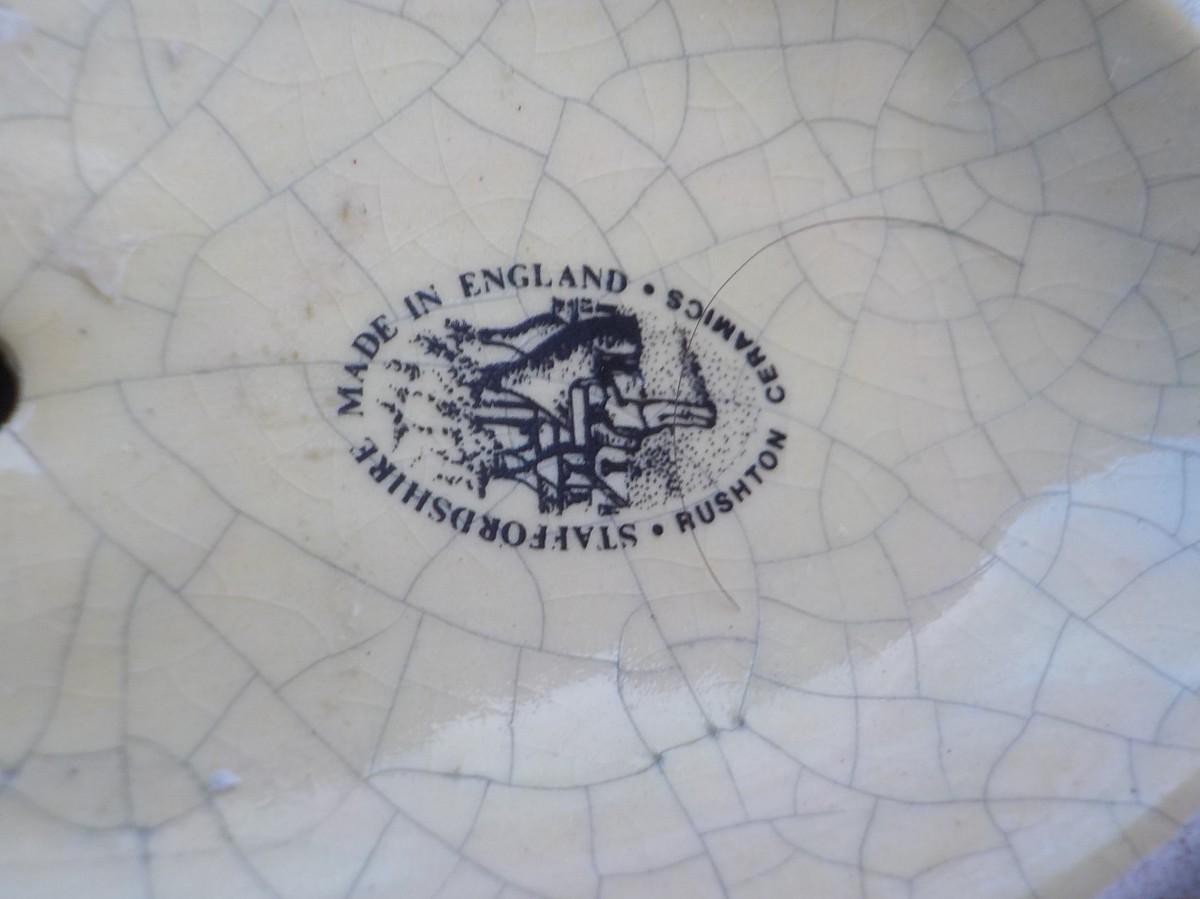 RUSHTON CERAMICS • MADE IN ENGLAND
STAFFORDSHIRE •